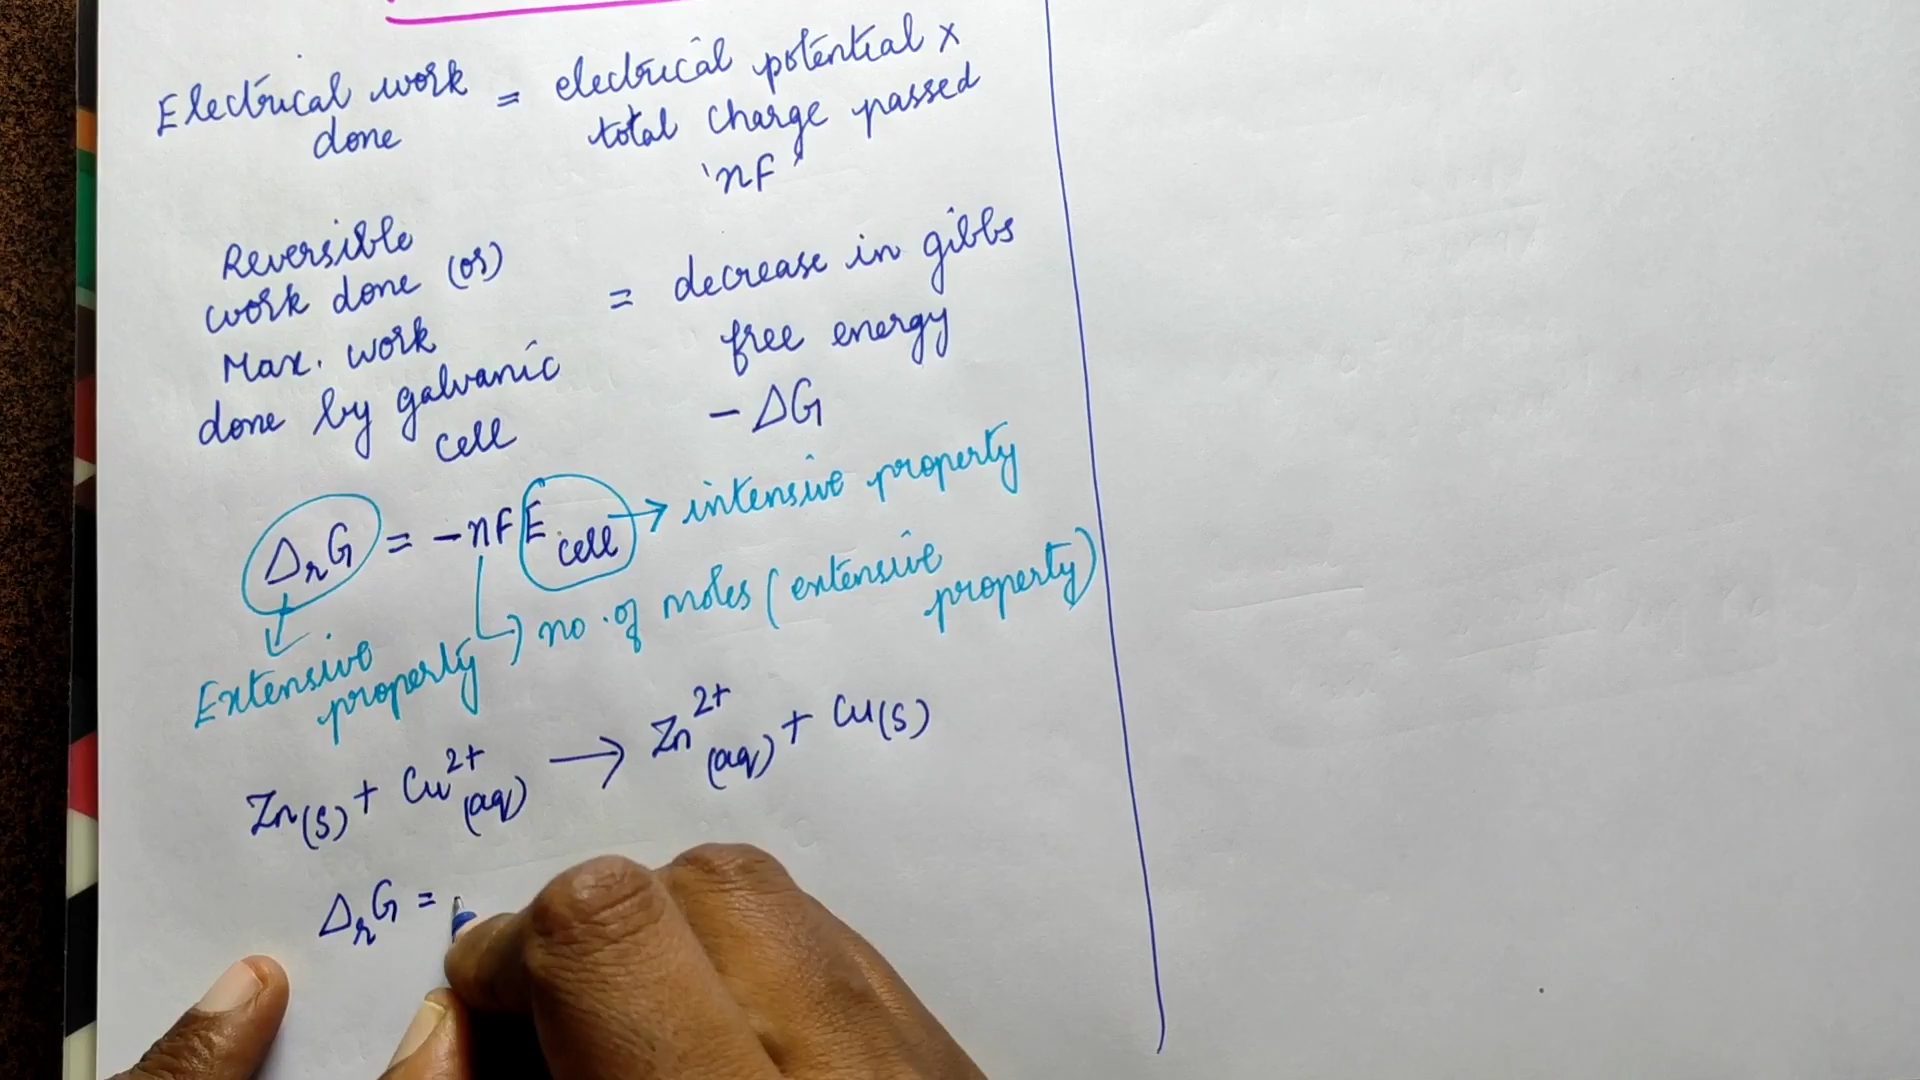 Electrical work = electrical potential x
done total charge passed
'nF'
Reversible
work done (or) = decrease in gibbs
Max. work free energy
done by galvanic - ΔG
cell
ΔrG = -nF Ecell → intensive property
no. of moles (extensive
property)
Extensive
property
Zn(s) + Cu²⁺(aq) → Zn²⁺(aq) + Cu(s)
ΔrG =